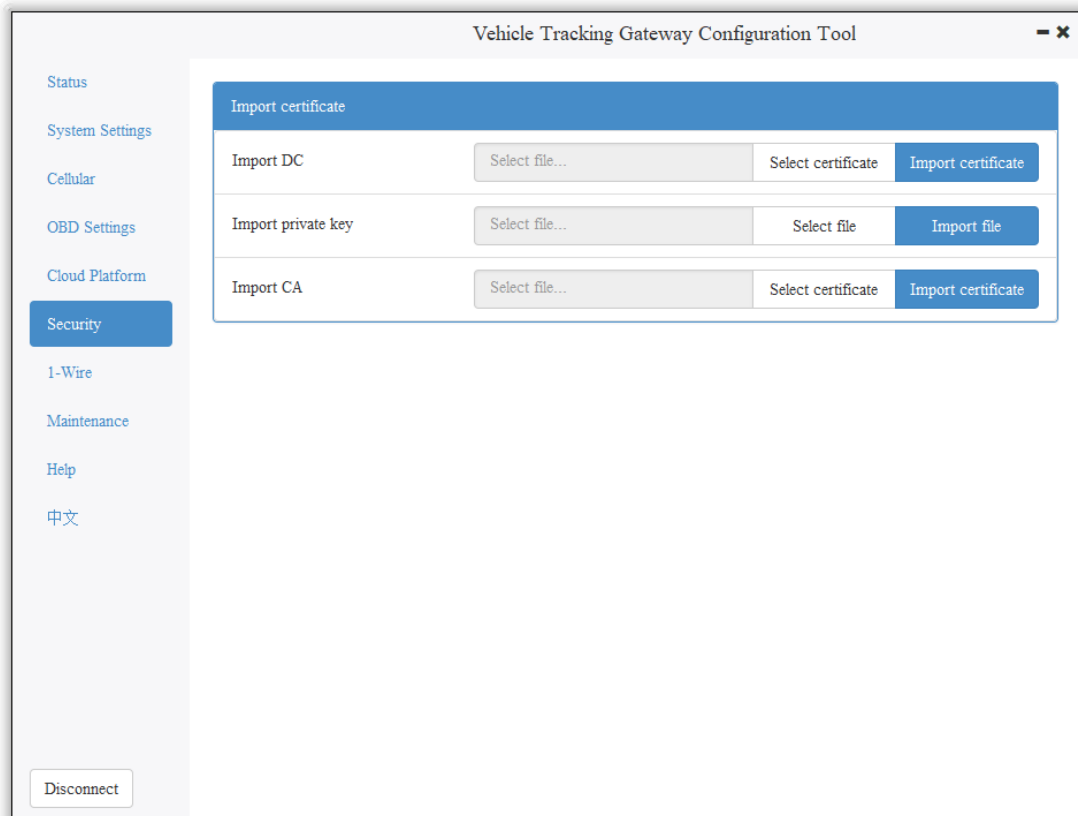 Vehicle Tracking Gateway Configuration Tool
Status
System Settings
Cellular
OBD Settings
Cloud Platform
Security
1-Wire
Maintenance
Help
中文
Disconnect
Import certificate
Import DC Select file... Select certificate Import certificate
Import private key Select file... Select file Import file
Import CA Select file... Select certificate Import certificate